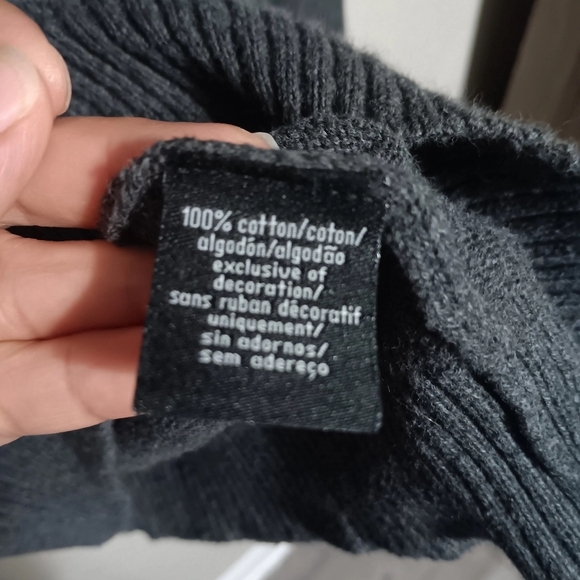 100% cotton/coton/
algodón/algodão
exclusive of
decoration/
sans ruban décoratif
uniquement/
sin adornos/
sem adereço